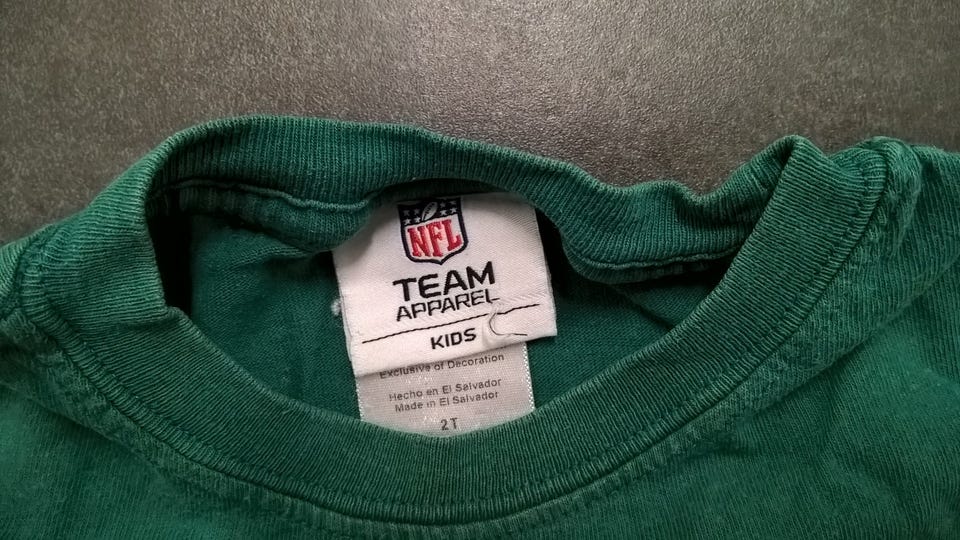 NFL
TEAM
APPAREL
KIDS
Exclusive of Decoration
Hecho en El Salvador
Made in El Salvador
2T